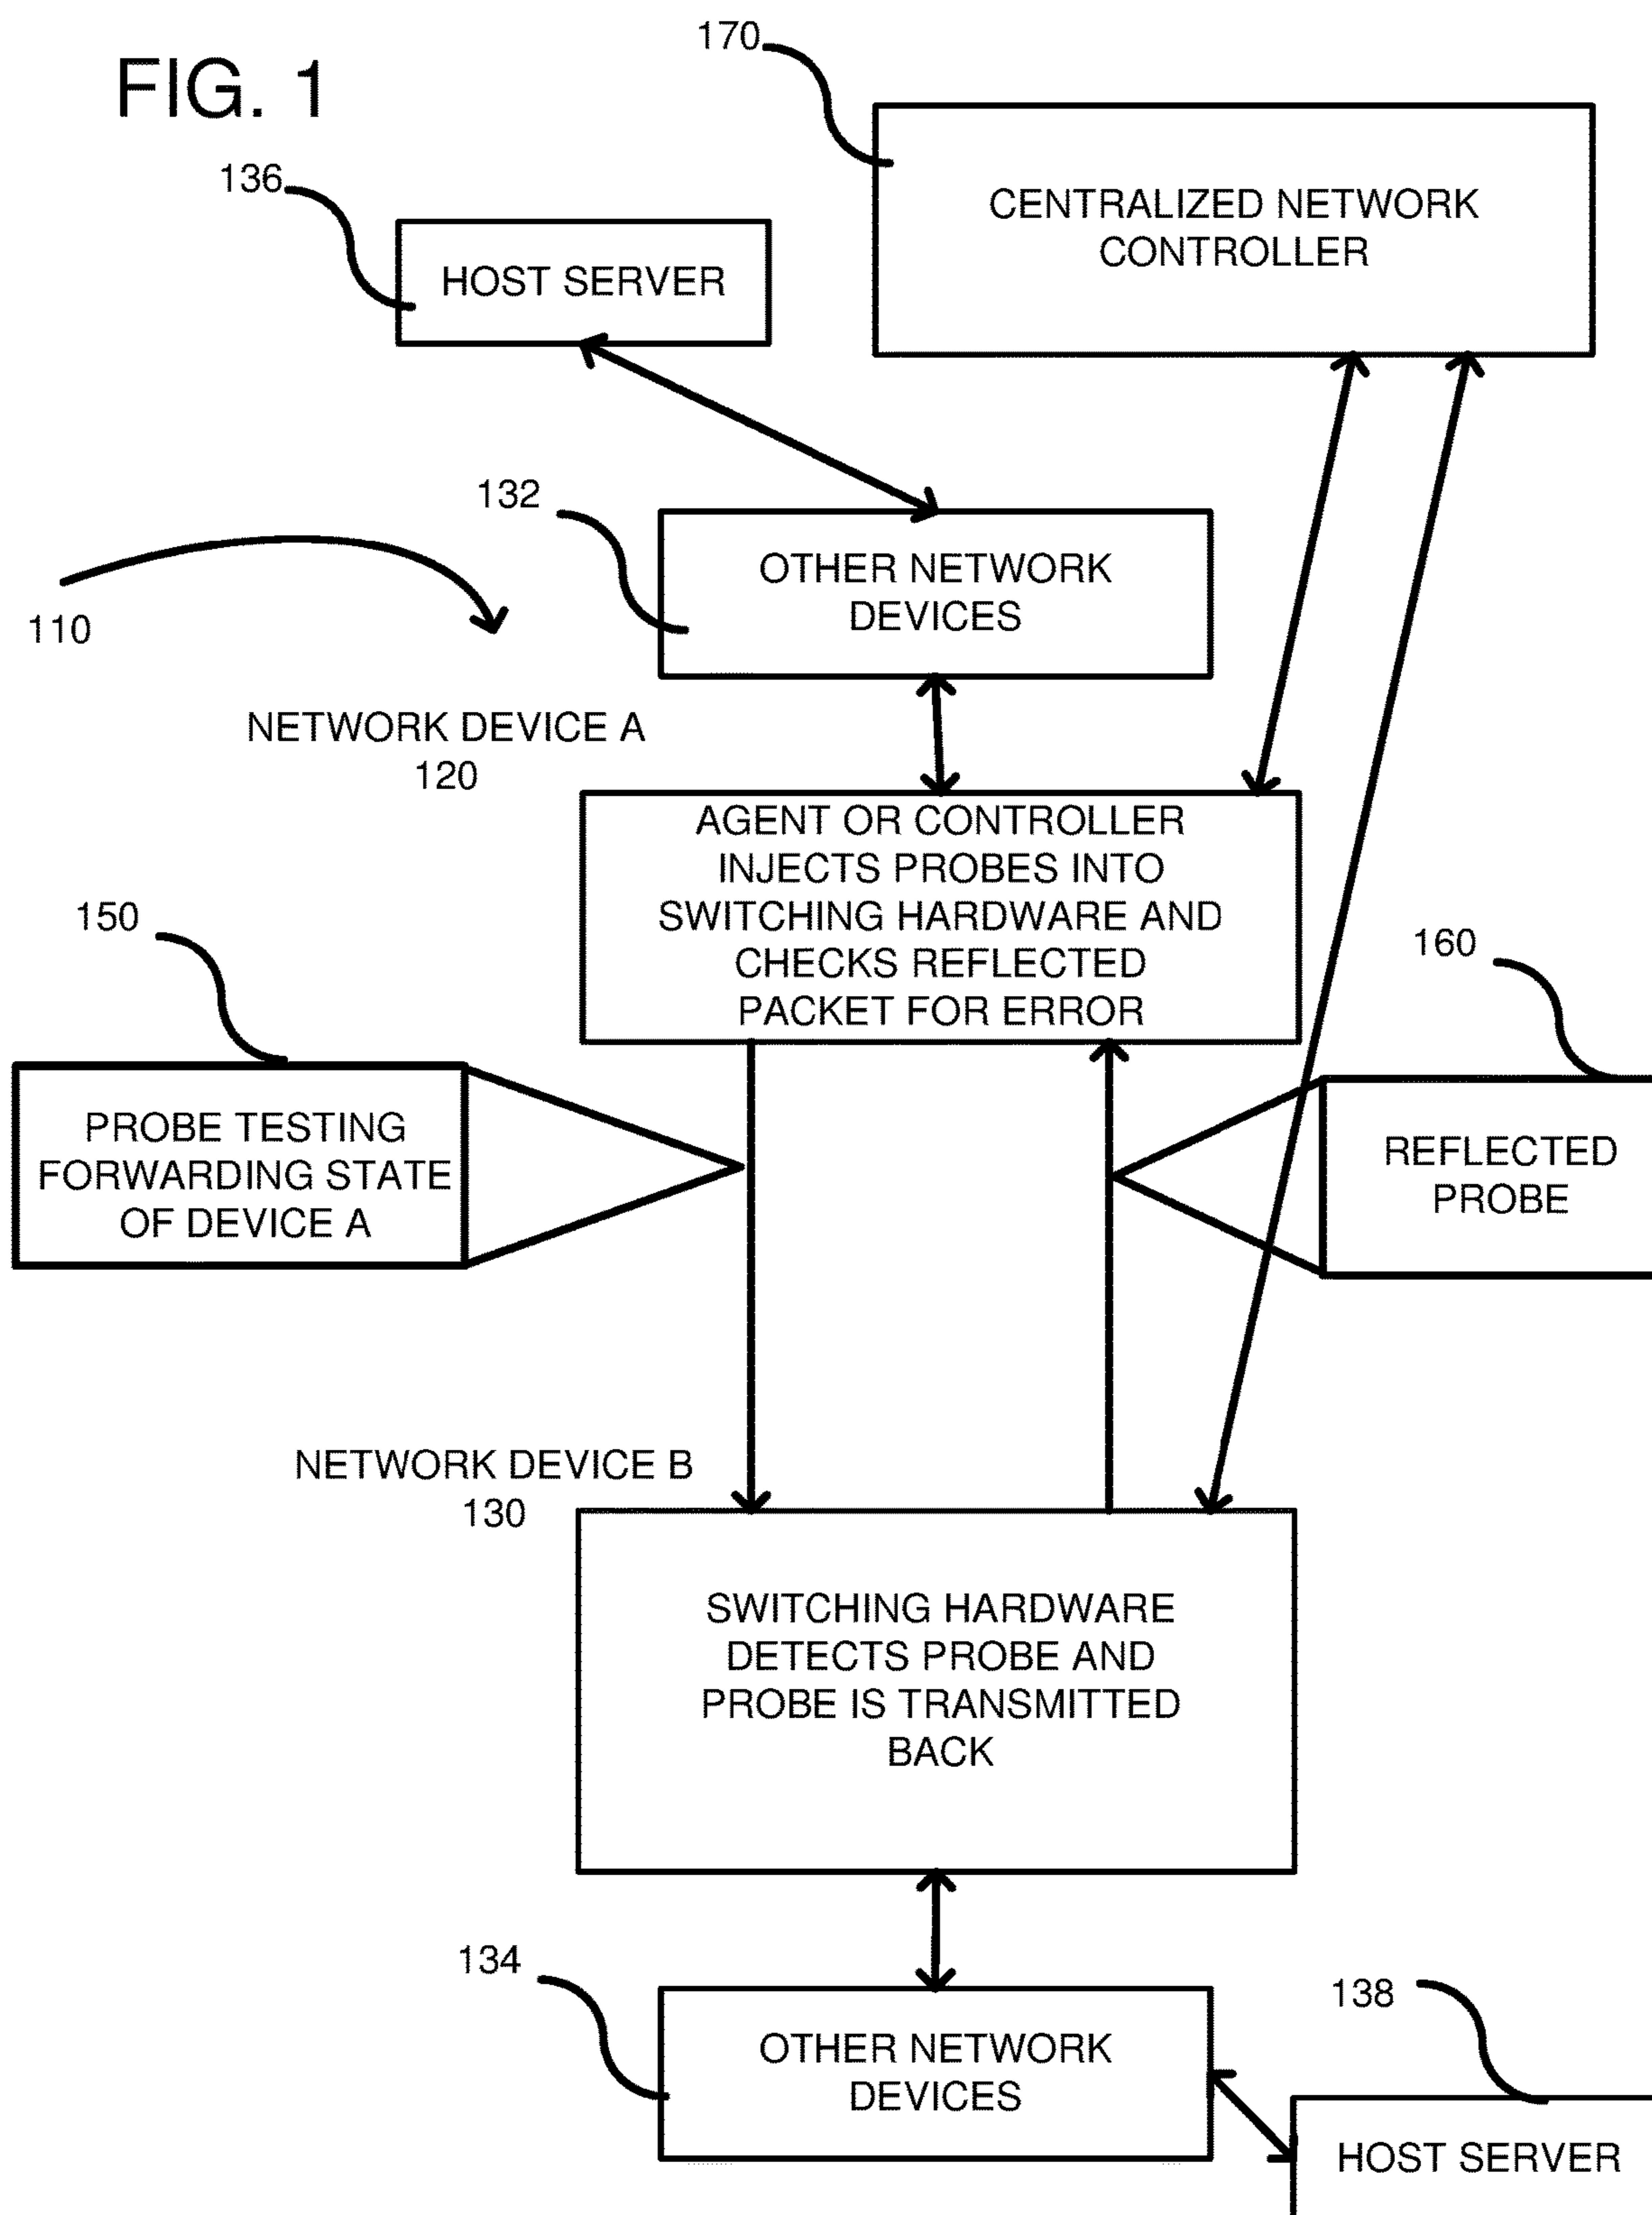 FIG. 1
170
136
CENTRALIZED NETWORK
CONTROLLER
HOST SERVER
132
OTHER NETWORK
DEVICES
110
NETWORK DEVICE A
120
AGENT OR CONTROLLER
INJECTS PROBES INTO
SWITCHING HARDWARE AND
CHECKS REFLECTED
PACKET FOR ERROR
150
160
PROBE TESTING
FORWARDING STATE
OF DEVICE A
REFLECTED
PROBE
NETWORK DEVICE B
130
SWITCHING HARDWARE
DETECTS PROBE AND
PROBE IS TRANSMITTED
BACK
134
138
OTHER NETWORK
DEVICES
HOST SERVER